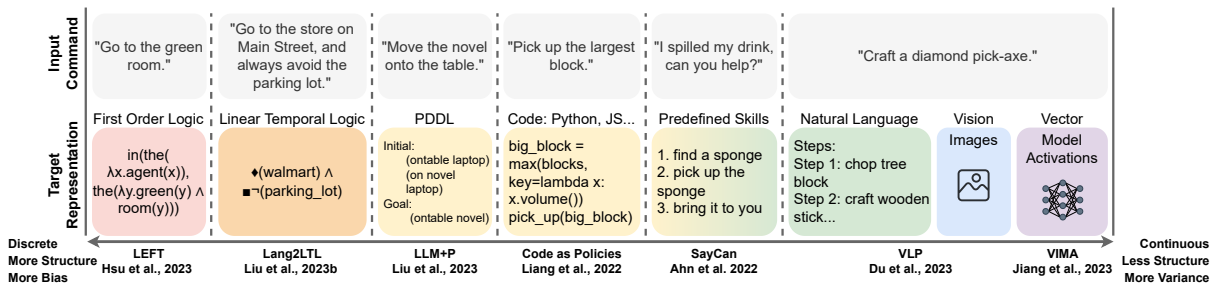 Input
Command
"Go to the green
room."
"Go to the store on
Main Street, and
always avoid the
parking lot."
"Move the novel
onto the table."
"Pick up the largest
block."
"I spilled my drink,
can you help?"
"Craft a diamond pick-axe."
Target
Representation
First Order Logic
in(the(
λx.agent(x)),
the(λy.green(y) ∧
room(y)))
Linear Temporal Logic
♦(walmart) ∧
■¬(parking_lot)
PDDL
Initial:
(ontable laptop)
(on novel
laptop)
Goal:
(ontable novel)
Code: Python, JS...
big_block =
max(blocks,
key=lambda x:
x.volume())
pick_up(big_block)
Predefined Skills
1. find a sponge
2. pick up the
sponge
3. bring it to you
Natural Language
Steps:
Step 1: chop tree
block
Step 2: craft wooden
stick...
Vision
Images
Vector
Model
Activations
Discrete
More Structure
More Bias
LEFT
Hsu et al., 2023
Lang2LTL
Liu et al., 2023b
LLM+P
Liu et al., 2023
Code as Policies
Liang et al., 2022
SayCan
Ahn et al. 2022
VLP
Du et al., 2023
VIMA
Jiang et al., 2023
Continuous
Less Structure
More Variance